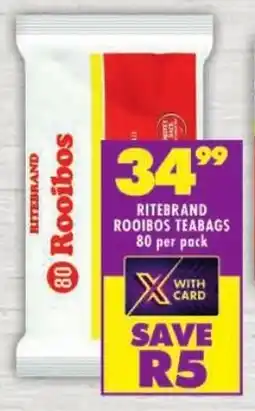 RITEBRAND
80 Rooibos
34.99
RITEBRAND
ROOIBOS TEABAGS
80 per pack
X WITH
CARD
SAVE
R5